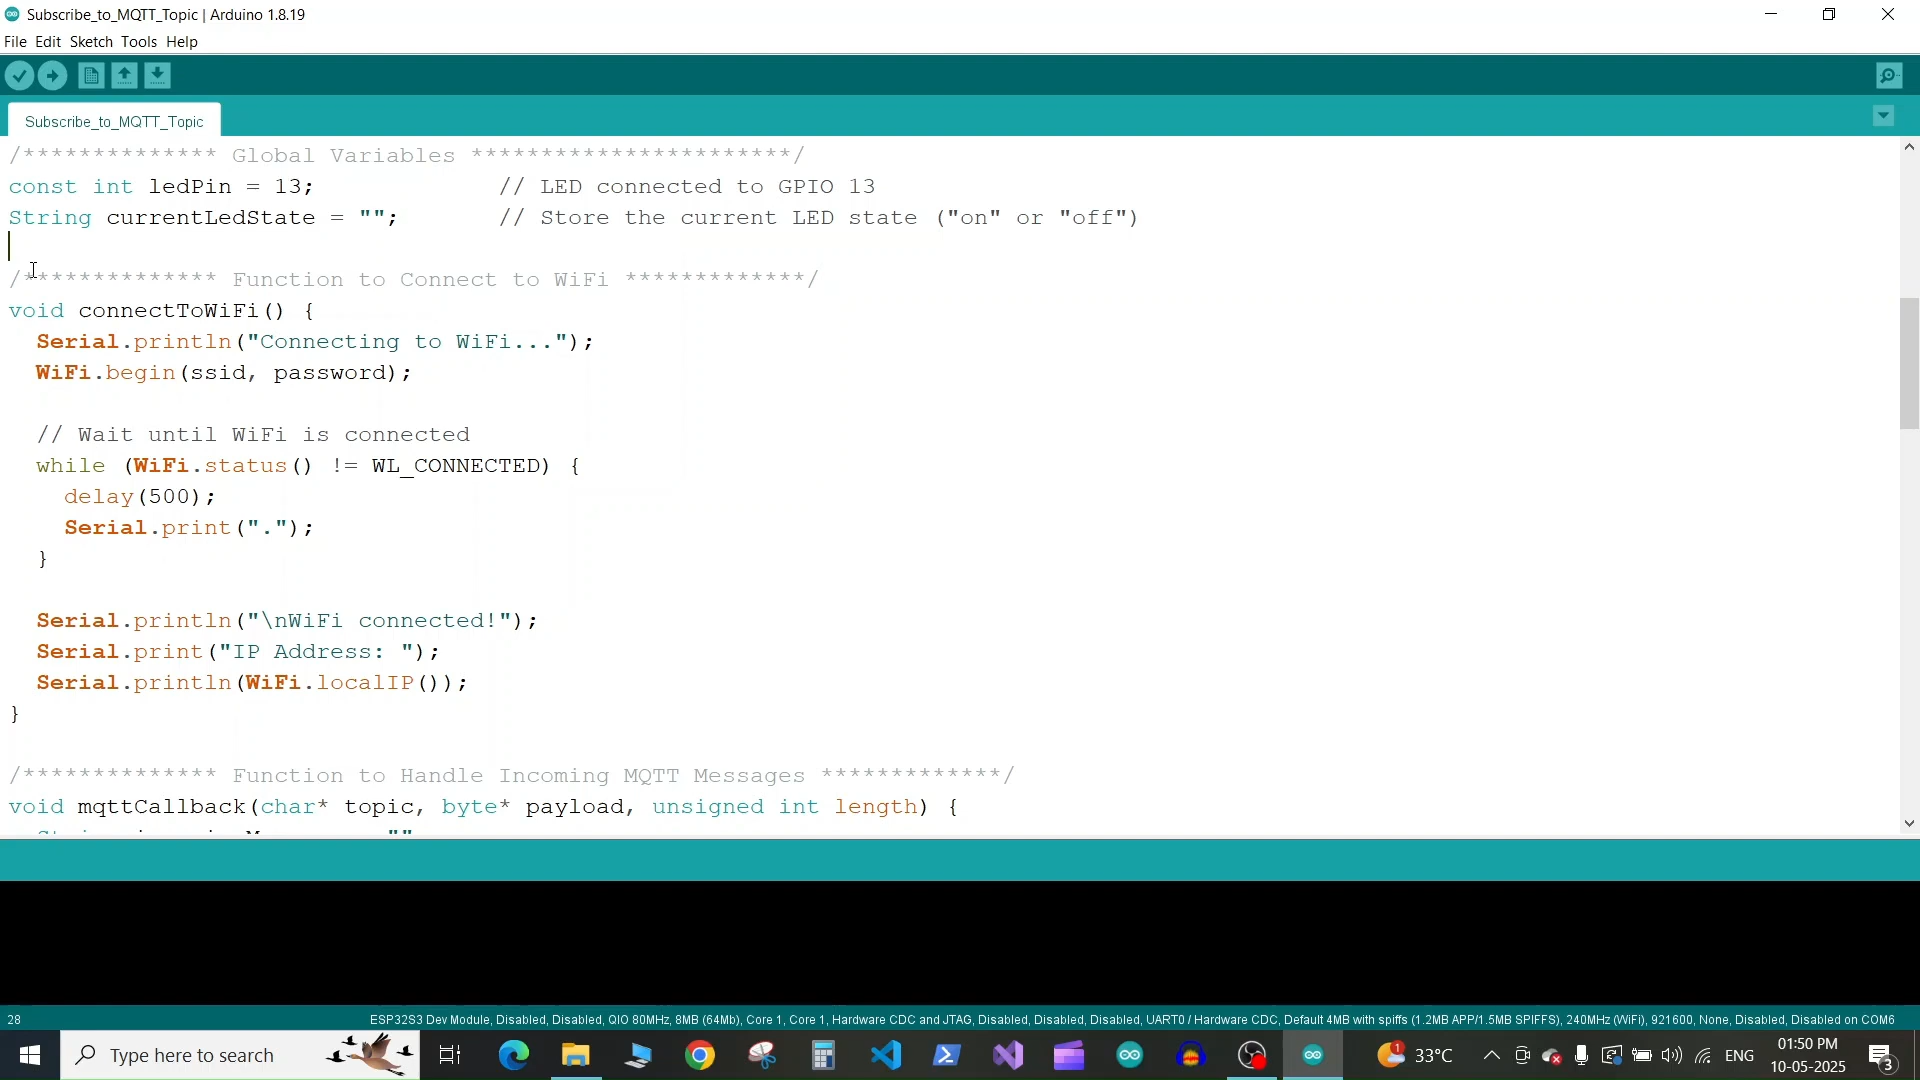 Subscribe_to_MQTT_Topic | Arduino 1.8.19
File Edit Sketch Tools Help
Subscribe_to_MQTT_Topic
/************** Global Variables ***********************/
const int ledPin = 13;             // LED connected to GPIO 13
String currentLedState = "";       // Store the current LED state ("on" or "off")
/************** Function to Connect to WiFi *************/
void connectToWiFi() {
  Serial.println("Connecting to WiFi...");
  WiFi.begin(ssid, password);
  // Wait until WiFi is connected
  while (WiFi.status() != WL_CONNECTED) {
    delay(500);
    Serial.print(".");
  }
  Serial.println("\nWiFi connected!");
  Serial.print("IP Address: ");
  Serial.println(WiFi.localIP());
}
/************** Function to Handle Incoming MQTT Messages *************/
void mqttCallback(char* topic, byte* payload, unsigned int length) {
28
ESP32S3 Dev Module, Disabled, Disabled, QIO 80MHz, 8MB (64Mb), Core 1, Core 1, Hardware CDC and JTAG, Disabled, Disabled, Disabled, UART0 / Hardware CDC, Default 4MB with spiffs (1.2MB APP/1.5MB SPIFFS), 240MHz (WiFi), 921600, None, Disabled, Disabled on COM6
Type here to search
1
33°C
ENG
01:50 PM
10-05-2025
3